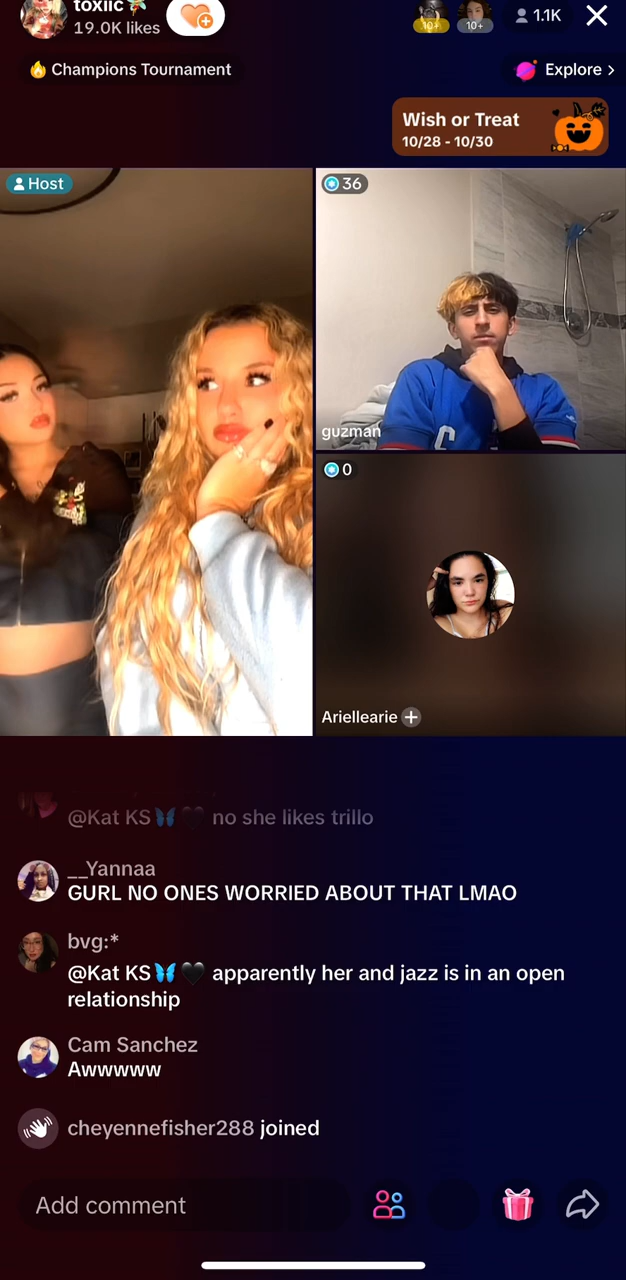 toxiic🧚
19.0K likes
10+
10+
1.1K
🔥 Champions Tournament
Explore >
Wish or Treat
10/28 - 10/30
Host
36
C
guzman
0
Ariellearie
@Kat KS🦋🖤 no she likes trillo
__Yannaa
GURL NO ONES WORRIED ABOUT THAT LMAO
bvg:*
@Kat KS🦋🖤 apparently her and jazz is in an open
relationship
Cam Sanchez
Awwwww
cheyennefisher288 joined
Add comment